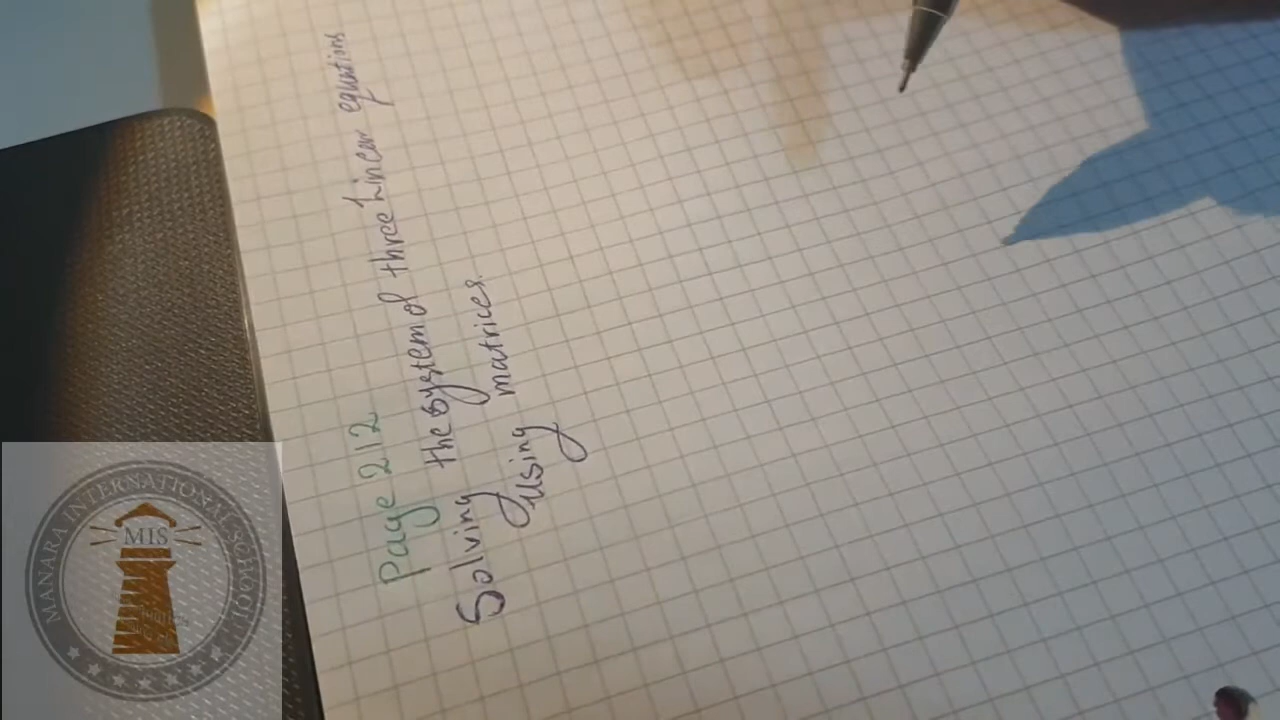 Page 212
Solving the system of three Linear equations
using matrices.
MANARA INTERNATIONAL SCHOOL
MIS